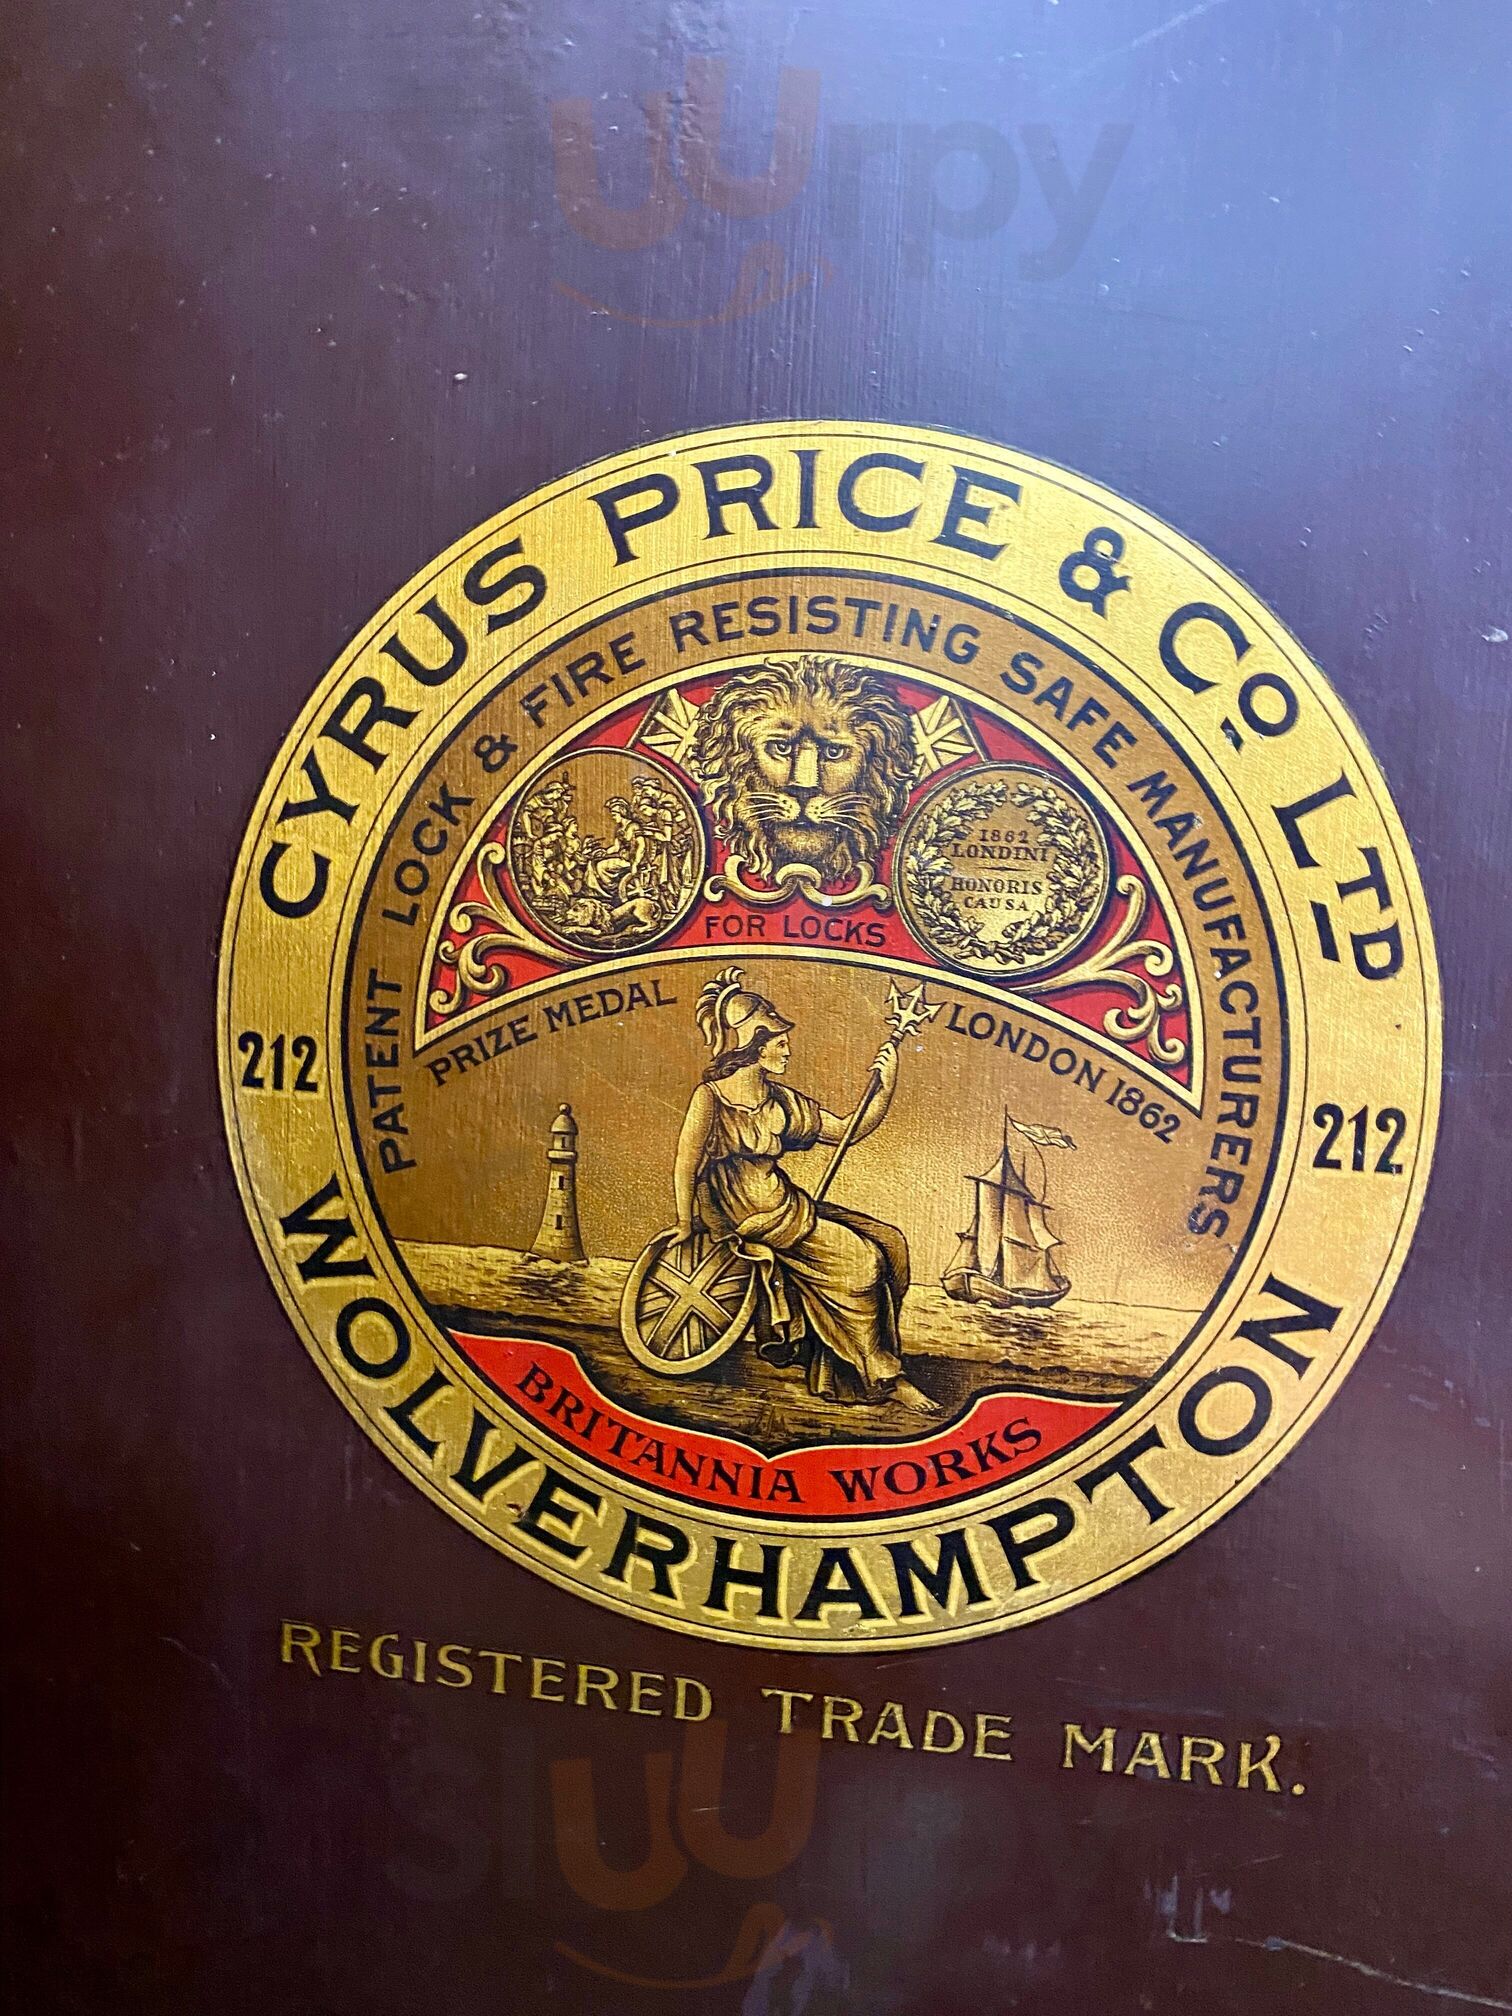 CYRUS PRICE & Co. LTD
PATENT LOCK & FIRE RESISTING SAFE MANUFACTURERS
1862
LONDINI
HONORIS
CAUSA
FOR LOCKS
PRIZE MEDAL LONDON 1862
212 212
BRITANNIA WORKS
WOLVERHAMPTON
REGISTERED TRADE MARK.